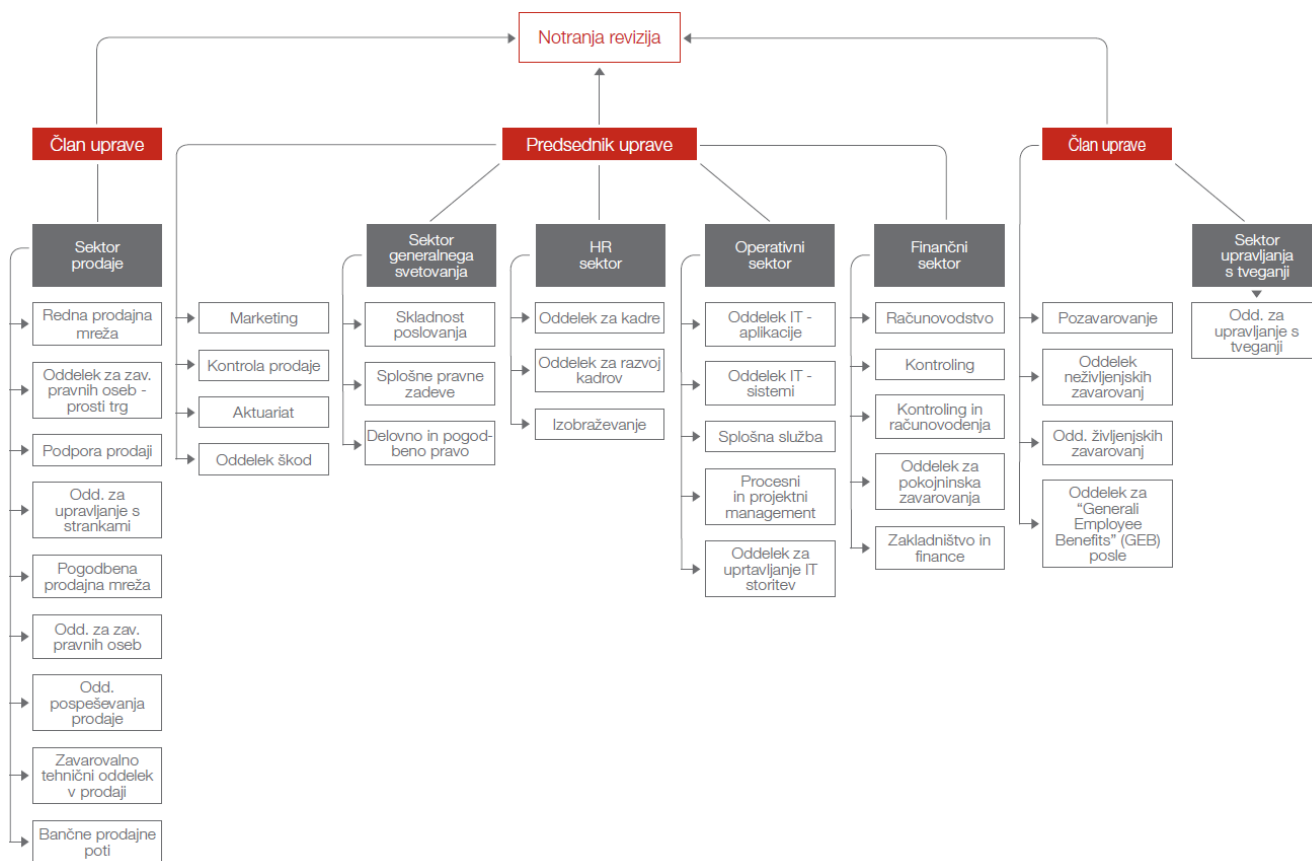 Notranja revizija
Član uprave
Predsednik uprave
Član uprave
Sektor
prodaje
Sektor
generalnega
svetovanja
HR
sektor
Operativni
sektor
Finančni
sektor
Sektor
upravljanja
s tveganji
Redna prodajna
mreža
Oddelek za zav.
pravnih oseb -
prosti trg
Podpora prodaji
Odd. za
upravljanje s
strankami
Pogodbena
prodajna mreža
Odd. za zav.
pravnih oseb
Odd.
pospeševanja
prodaje
Zavarovalno
tehnični oddelek
v prodaji
Bančne prodajne
poti
Marketing
Kontrola prodaje
Aktuariat
Oddelek škod
Skladnost
poslovanja
Splošne pravne
zadeve
Delovno in pogod-
beno pravo
Oddelek za kadre
Oddelek za razvoj
kadrov
Izobraževanje
Oddelek IT -
aplikacije
Oddelek IT -
sistemi
Splošna služba
Procesni
in projektni
management
Oddelek za
uprtavljanje IT
storitev
Računovodstvo
Kontroling
Kontroling in
računovodenja
Oddelek za
pokojninska
zavarovanja
Zakladništvo in
finance
Pozavarovanje
Oddelek
neživljenjskih
zavarovanj
Odd. življenjskih
zavarovanj
Oddelek za
“Generali
Employee
Benefits” (GEB)
posle
Odd. za
upravljanje s
tveganji